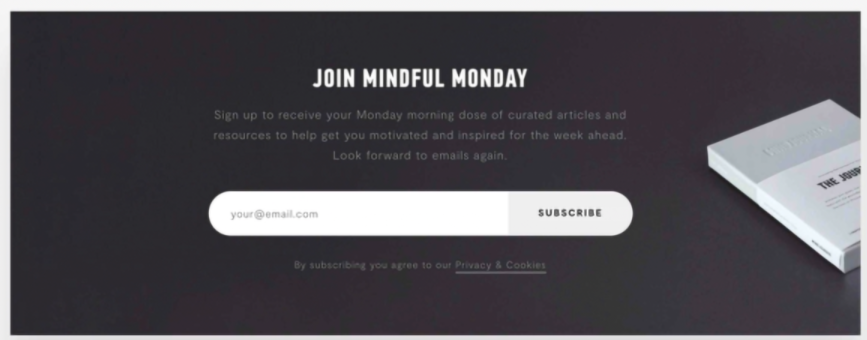 JOIN MINDFUL MONDAY
Sign up to receive your Monday morning dose of curated articles and
resources to help get you motivated and inspired for the week ahead.
Look forward to emails again.
your@email.com
SUBSCRIBE
By subscribing you agree to our Privacy & Cookies
THE